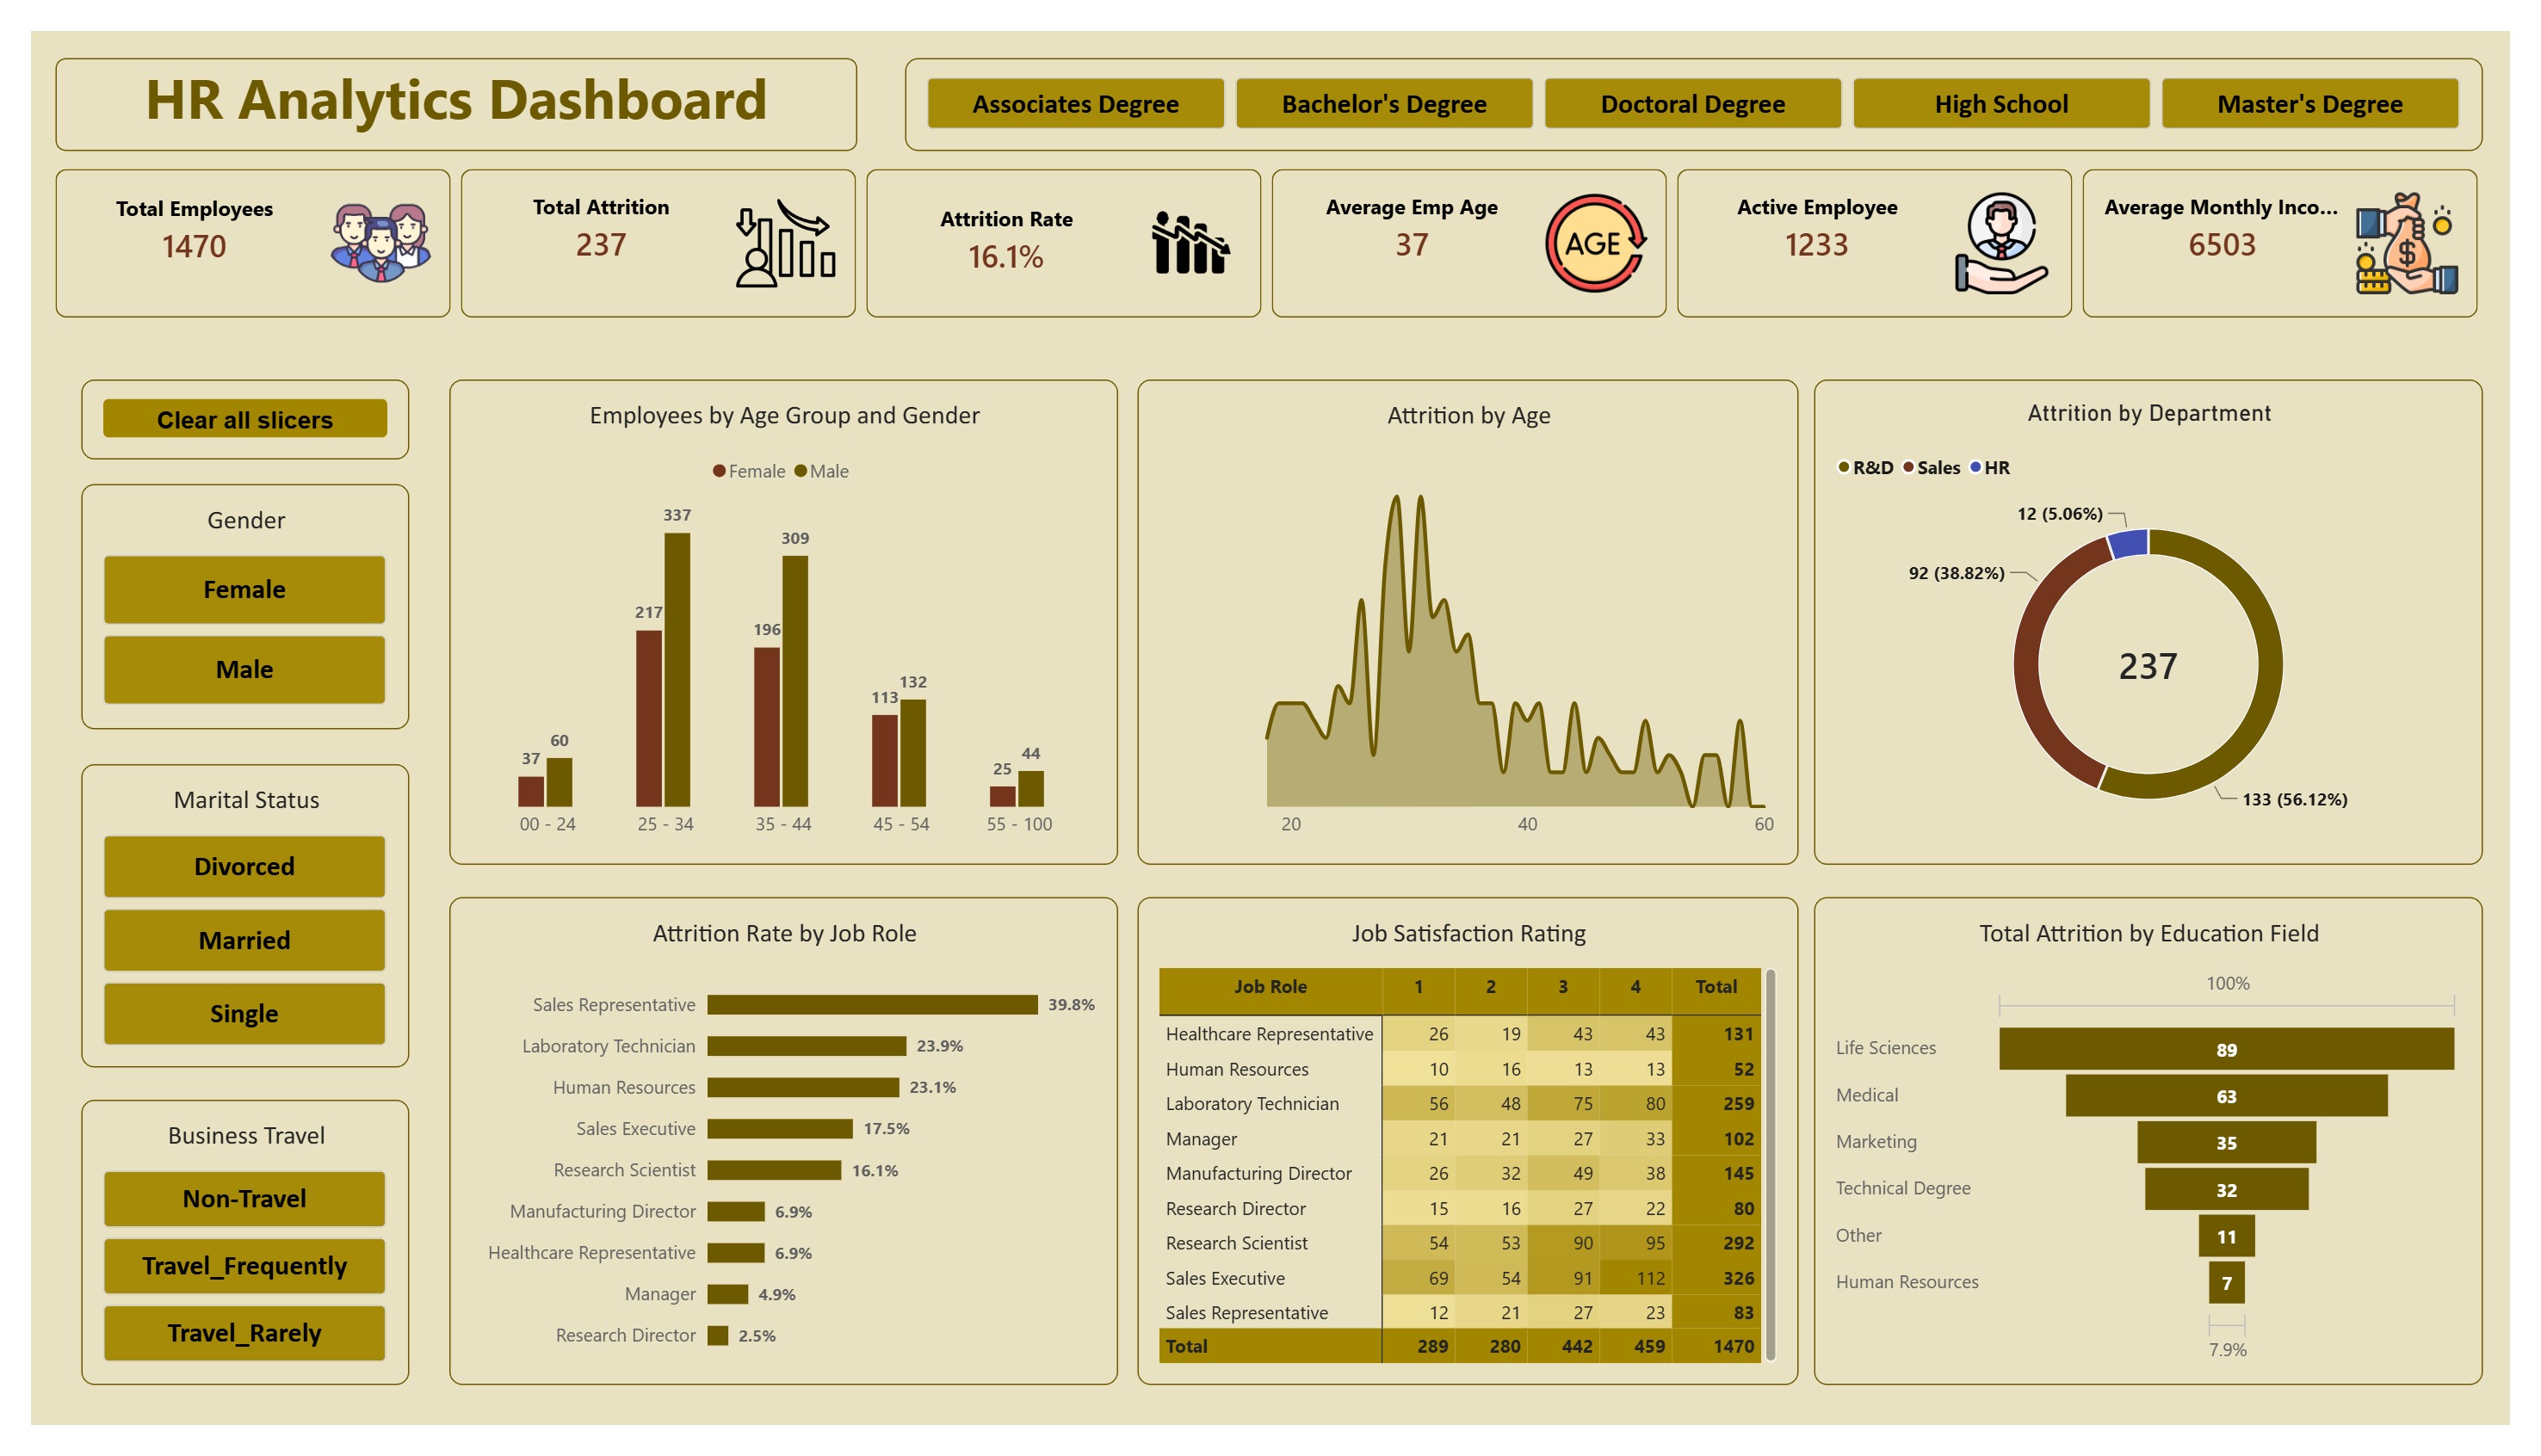 HR Analytics Dashboard
Associates Degree
Bachelor's Degree
Doctoral Degree
High School
Master's Degree
Total Employees
1470
Total Attrition
237
Attrition Rate
16.1%
Average Emp Age
37
AGE
Active Employee
1233
Average Monthly Inco...
6503
$
Clear all slicers
Gender
Female
Male
Marital Status
Divorced
Married
Single
Business Travel
Non-Travel
Travel_Frequently
Travel_Rarely
Employees by Age Group and Gender
Female Male
37 60
217 337
196 309
113 132
25 44
00 - 24 25 - 34 35 - 44 45 - 54 55 - 100
Attrition by Age
20 40 60
Attrition by Department
R&D Sales HR
12 (5.06%)
92 (38.82%)
237
133 (56.12%)
Attrition Rate by Job Role
Sales Representative 39.8%
Laboratory Technician 23.9%
Human Resources 23.1%
Sales Executive 17.5%
Research Scientist 16.1%
Manufacturing Director 6.9%
Healthcare Representative 6.9%
Manager 4.9%
Research Director 2.5%
Job Satisfaction Rating
Job Role 1 2 3 4 Total
Healthcare Representative 26 19 43 43 131
Human Resources 10 16 13 13 52
Laboratory Technician 56 48 75 80 259
Manager 21 21 27 33 102
Manufacturing Director 26 32 49 38 145
Research Director 15 16 27 22 80
Research Scientist 54 53 90 95 292
Sales Executive 69 54 91 112 326
Sales Representative 12 21 27 23 83
Total 289 280 442 459 1470
Total Attrition by Education Field
100%
Life Sciences 89
Medical 63
Marketing 35
Technical Degree 32
Other 11
Human Resources 7
7.9%